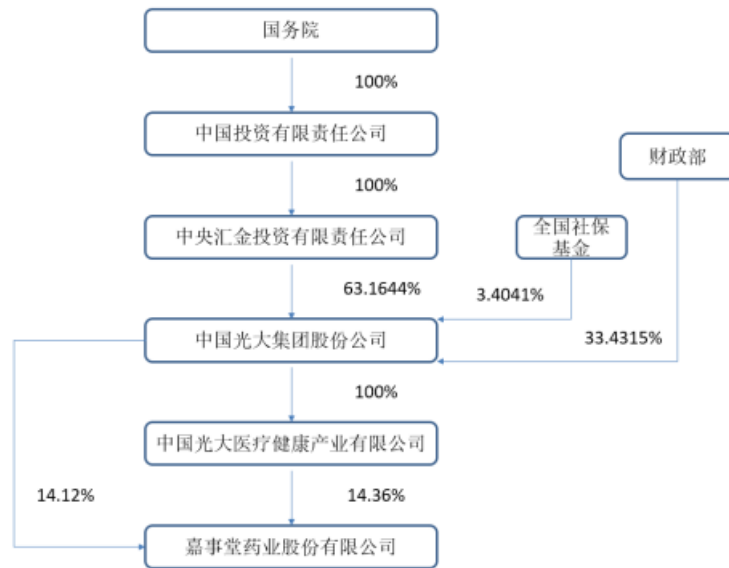 国务院
100%
中国投资有限责任公司
财政部
100%
中央汇金投资有限责任公司
全国社保
基金
63.1644%
3.4041%
中国光大集团股份公司
33.4315%
100%
中国光大医疗健康产业有限公司
14.12%
14.36%
嘉事堂药业股份有限公司